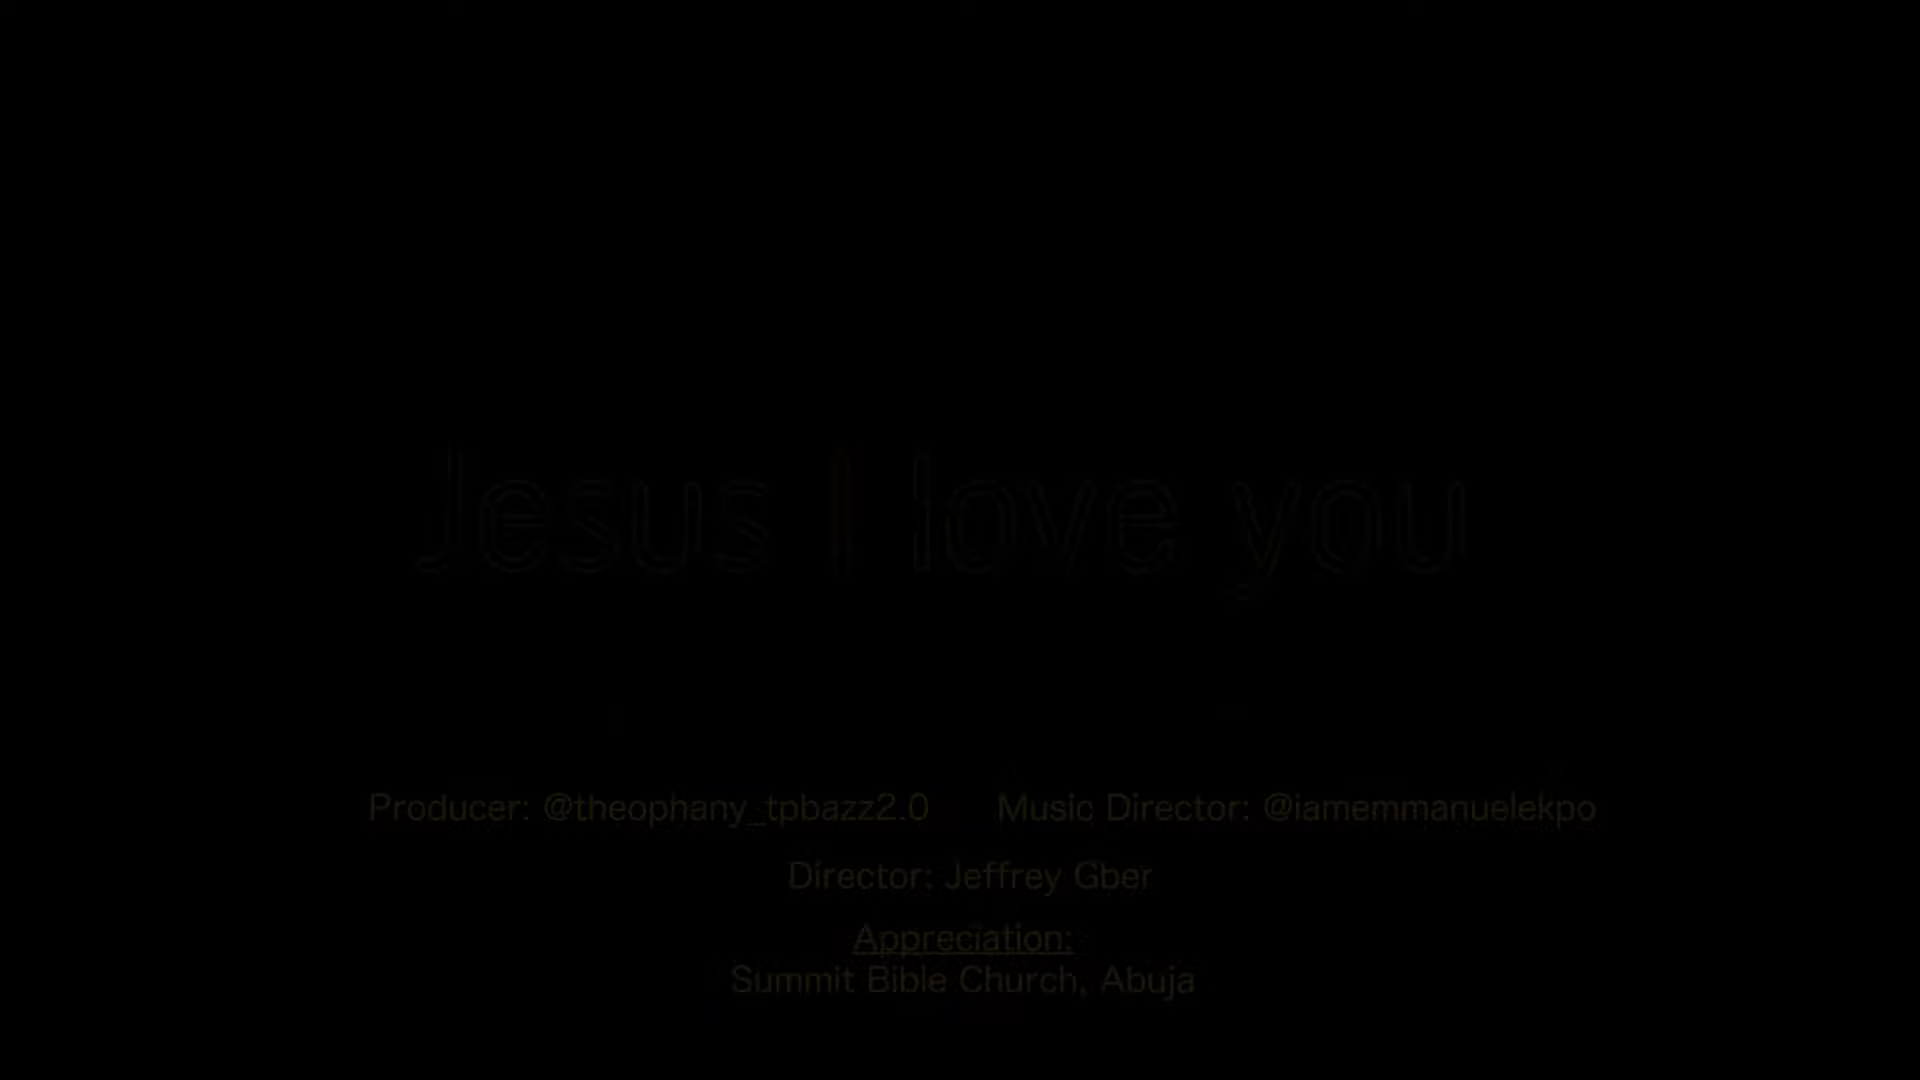 Jesus I love you
Producer: @theophany_tpbazz2.0 Music Director: @iamemmanuelekpo
Director: Jeffrey Gber
Appreciation:
Summit Bible Church, Abuja